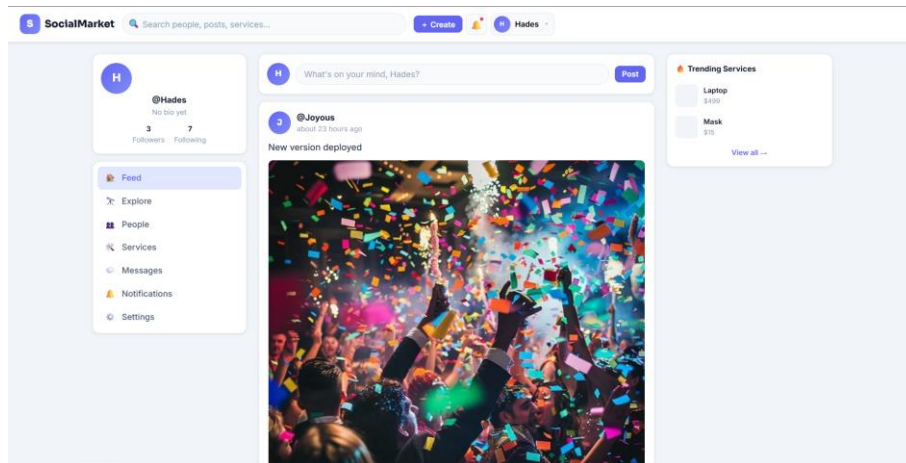 S SocialMarket
Search people, posts, services...
+ Create
H Hades
H
@Hades
No bio yet
3 7
Followers Following
Feed
Explore
People
Services
Messages
Notifications
Settings
H
What's on your mind, Hades?
Post
J
@Joyous
about 23 hours ago
New version deployed
Trending Services
Laptop
$499
Mask
$15
View all →